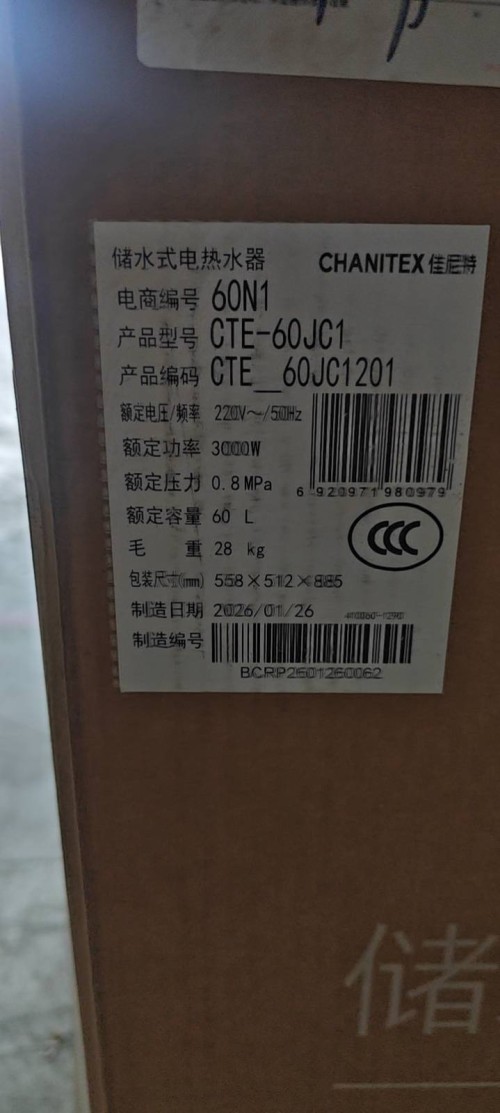 储水式电热水器 CHANITEX 佳尼特
电商编号 60N1
产品型号 CTE-60JC1
产品编码 CTE__60JC1201
额定电压/频率 220V~/50Hz
额定功率 3000W
额定压力 0.8MPa
6 920971 980979
额定容量 60 L
CCC
毛 重 28 kg
包装尺寸(mm) 558×512×885
制造日期 2026/01/26
制造编号
BCRP2601260062
储